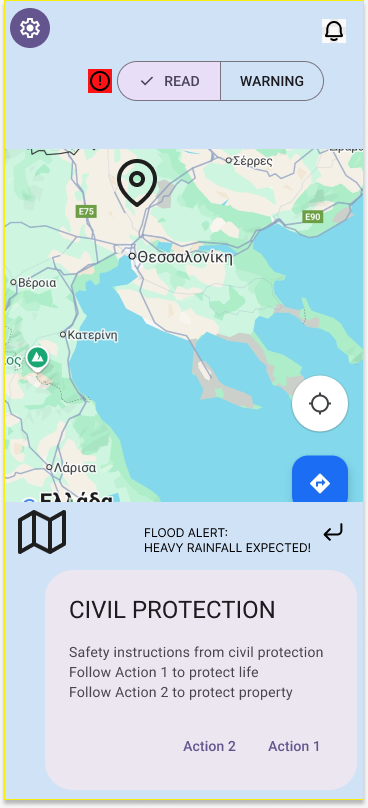 READ
WARNING
Σέρρες
E75
E90
Θεσσαλονίκη
Βέροια
Κατερίνη
ος
Λάρισα
Ελλάδα
FLOOD ALERT:
HEAVY RAINFALL EXPECTED!
CIVIL PROTECTION
Safety instructions from civil protection
Follow Action 1 to protect life
Follow Action 2 to protect property
Action 2
Action 1